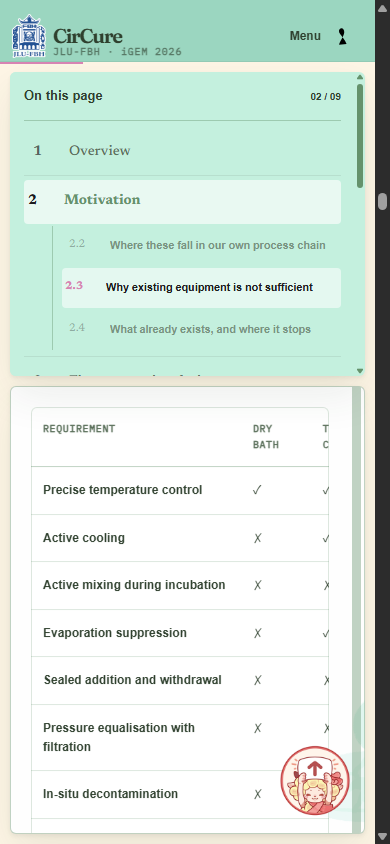 CirCure
JLU-FBH · iGEM 2026
JLU-FBH
Menu
On this page
02 / 09
1 Overview
2 Motivation
2.2 Where these fall in our own process chain
2.3 Why existing equipment is not sufficient
2.4 What already exists, and where it stops
REQUIREMENT DRY
BATH
Precise temperature control ✓ ✓
Active cooling ✗ ✓
Active mixing during incubation ✗ ✗
Evaporation suppression ✗ ✓
Sealed addition and withdrawal ✗ ✗
Pressure equalisation with ✗ ✗
filtration
In-situ decontamination ✗